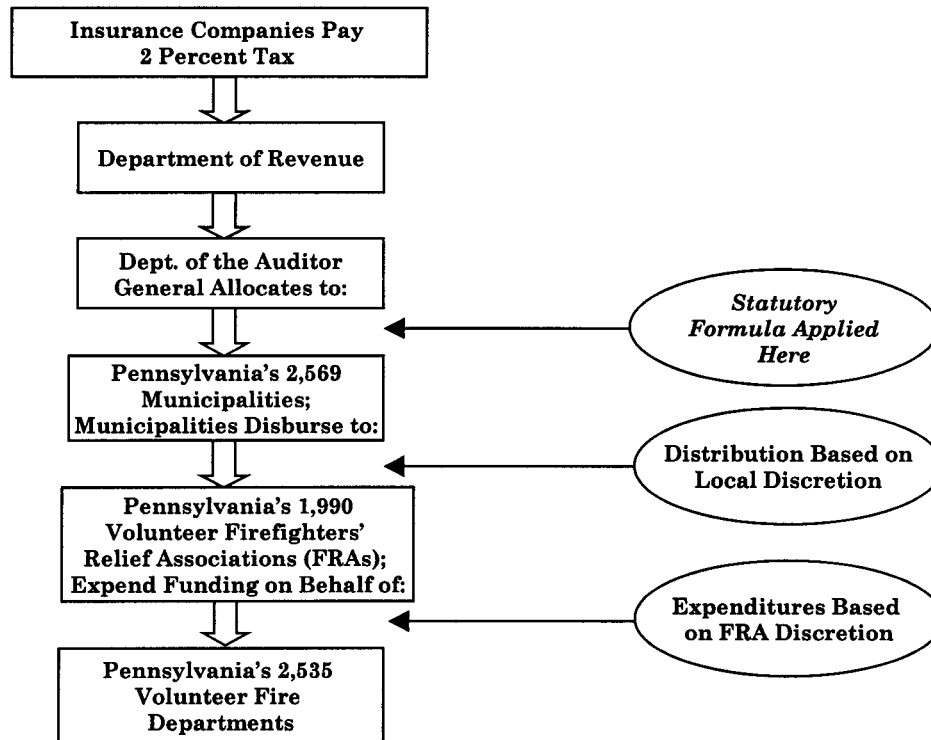 Insurance Companies Pay
2 Percent Tax
Department of Revenue
Dept. of the Auditor
General Allocates to:
Statutory
Formula Applied
Here
Pennsylvania's 2,569
Municipalities;
Municipalities Disburse to:
Distribution Based on
Local Discretion
Pennsylvania's 1,990
Volunteer Firefighters'
Relief Associations (FRAs);
Expend Funding on Behalf of:
Expenditures Based
on FRA Discretion
Pennsylvania's 2,535
Volunteer Fire
Departments